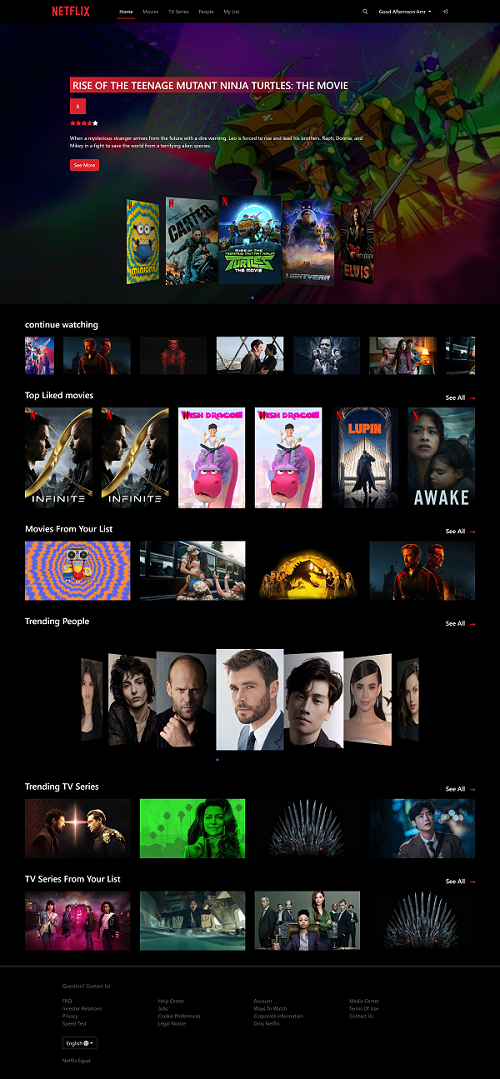 NETFLIX
Home Movies TV Series People My List
Good Afternoon Amr
RISE OF THE TEENAGE MUTANT NINJA TURTLES: THE MOVIE
8
When a mysterious stranger arrives from the future with a dire warning, Leo is forced to rise and lead his brothers, Raph, Donnie, and
Mikey in a fight to save the world from a terrifying alien species.
See More
minions
CARTER
RISE OF THE
TEENAGE MUTANT NINJA
TURTLES
THE MOVIE
LIGHTYEAR
ELVIS
continue watching
Top Liked movies
See All
INFINITE
INFINITE
WISH DRAGON
WISH DRAGON
LUPIN
AWAKE
Movies From Your List
See All
Trending People
See All
Trending TV Series
See All
TV Series From Your List
See All
Question? Contact Us
FAQ Help Center Account Media Center
Investor Relations Jobs Ways To Watch Terms Of Use
Privacy Cookie Preferences Corporate information Contact Us
Speed Test Legal Notice Only Netflix
English
Netflix Egypt